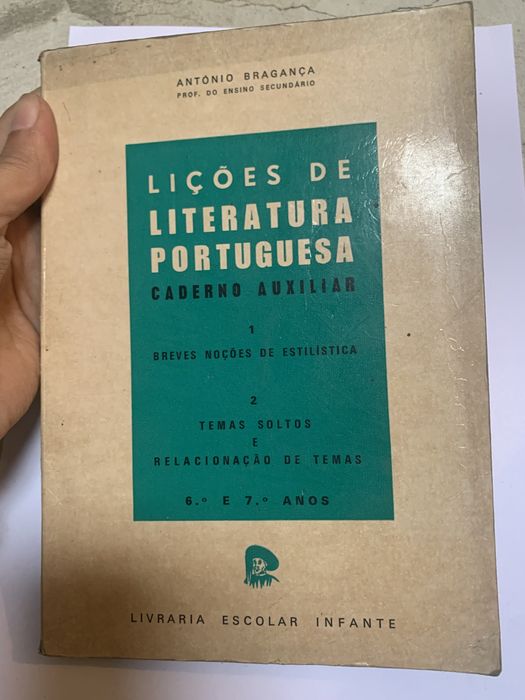 ANTÓNIO BRAGANÇA
PROF. DO ENSINO SECUNDÁRIO
LIÇÕES DE
LITERATURA
PORTUGUESA
CADERNO AUXILIAR
1
BREVES NOÇÕES DE ESTILÍSTICA
2
TEMAS SOLTOS
E
RELACIONAÇÃO DE TEMAS
6.º E 7.º ANOS
LIVRARIA ESCOLAR INFANTE